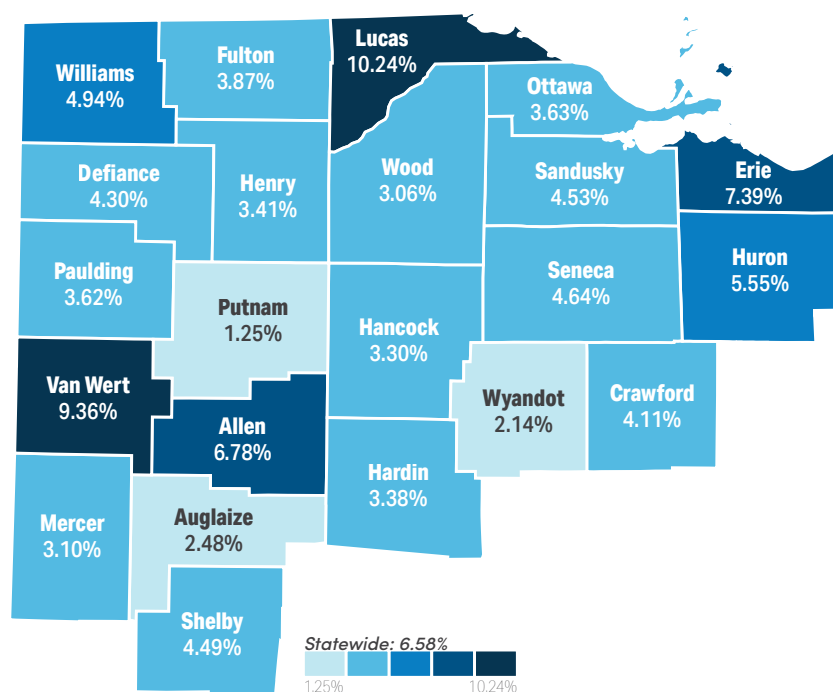 Lucas
10.24%
Williams
4.94%
Fulton
3.87%
Ottawa
3.63%
Defiance
4.30%
Henry
3.41%
Wood
3.06%
Sandusky
4.53%
Erie
7.39%
Paulding
3.62%
Putnam
1.25%
Hancock
3.30%
Seneca
4.64%
Huron
5.55%
Van Wert
9.36%
Allen
6.78%
Wyandot
2.14%
Crawford
4.11%
Hardin
3.38%
Mercer
3.10%
Auglaize
2.48%
Shelby
4.49%
Statewide: 6.58%
1.25%
10.24%